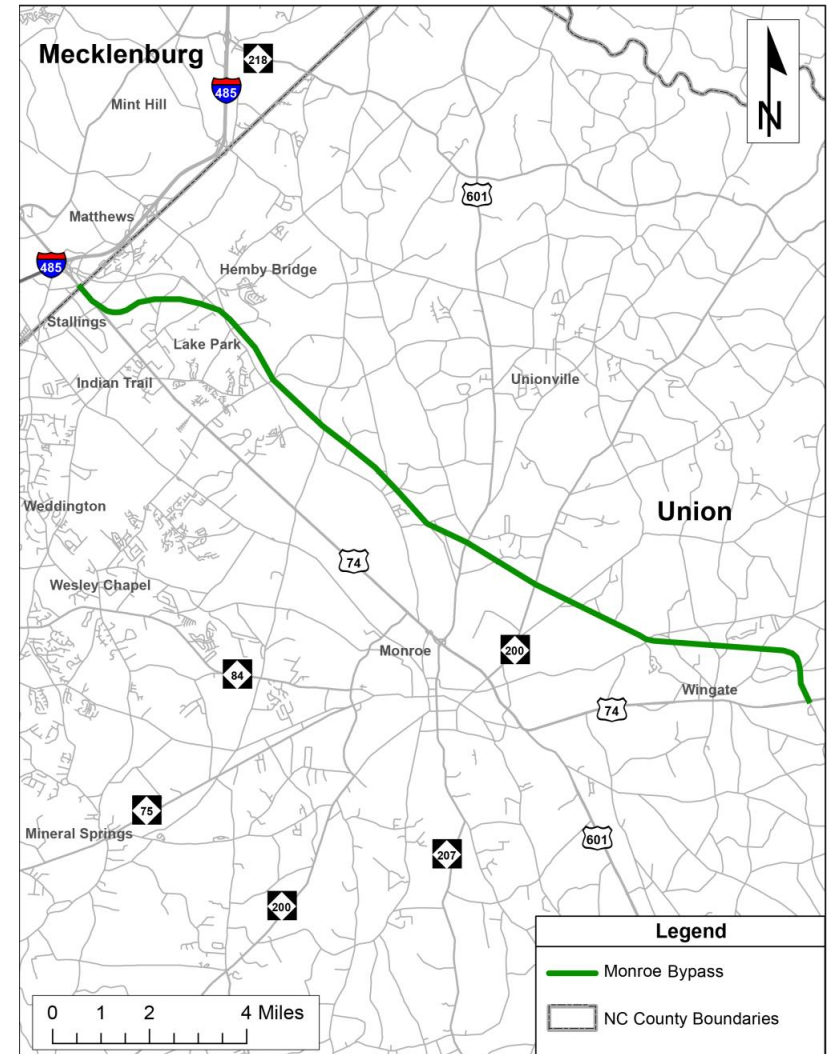 Mecklenburg
218
485
Mint Hill
601
Matthews
485
Hemby Bridge
Stallings
Lake Park
Indian Trail
Unionville
Weddington
Union
74
Wesley Chapel
Monroe
200
84
Wingate
74
75
Mineral Springs
601
207
200
N
Legend
Monroe Bypass
NC County Boundaries
0 1 2 4 Miles